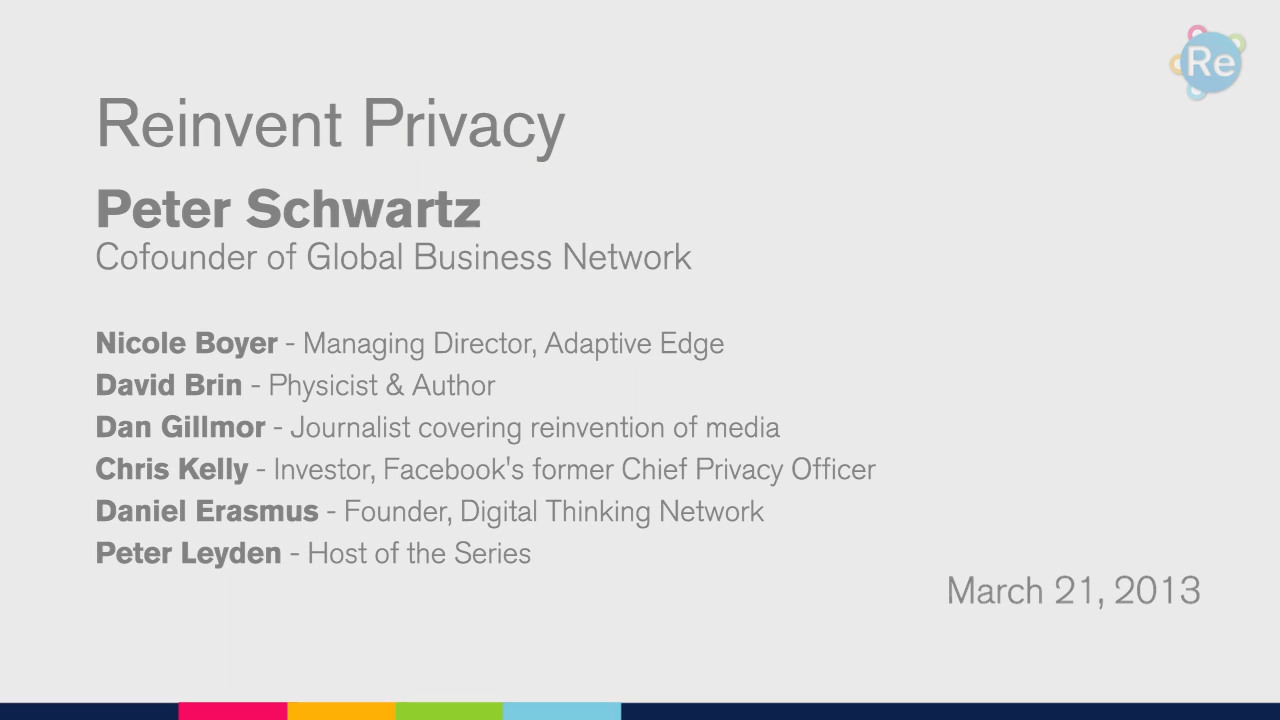 Re
Reinvent Privacy
Peter Schwartz
Cofounder of Global Business Network
Nicole Boyer - Managing Director, Adaptive Edge
David Brin - Physicist & Author
Dan Gillmor - Journalist covering reinvention of media
Chris Kelly - Investor, Facebook's former Chief Privacy Officer
Daniel Erasmus - Founder, Digital Thinking Network
Peter Leyden - Host of the Series
March 21, 2013